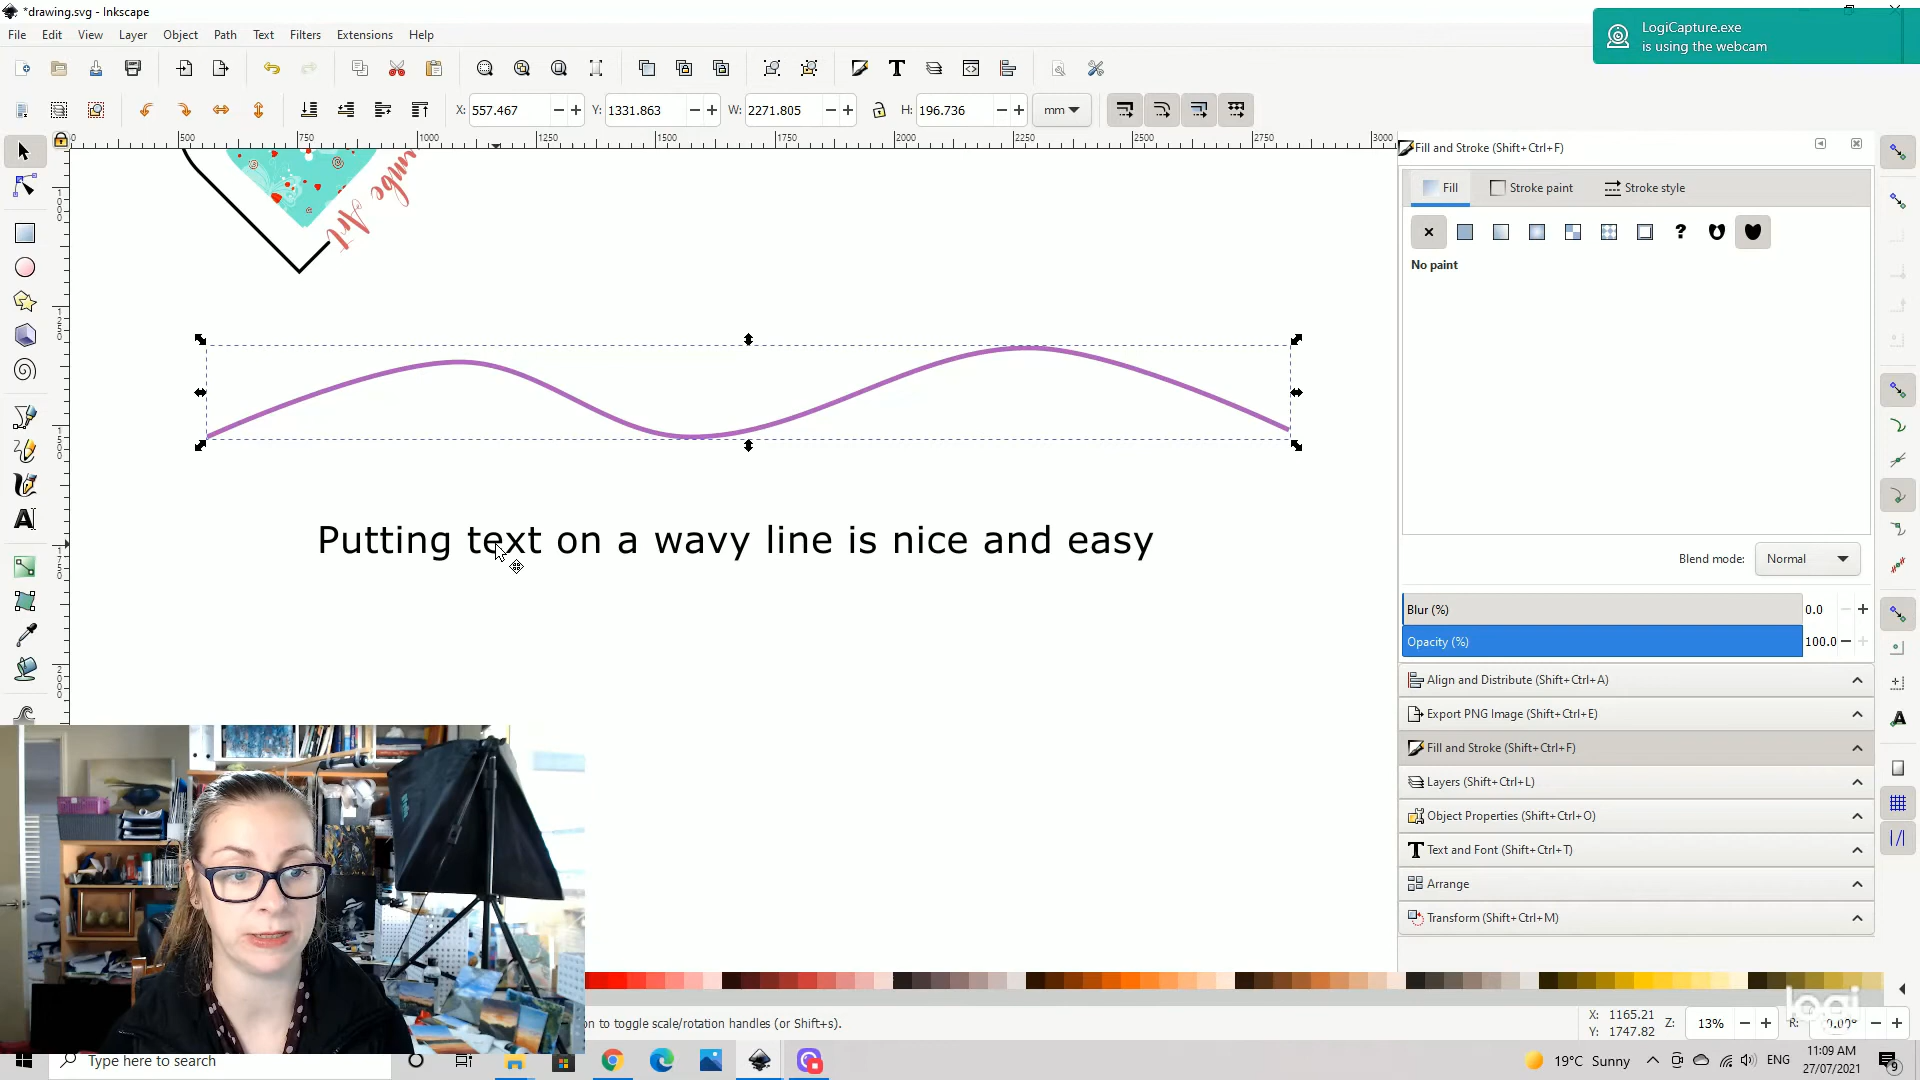 *drawing.svg - Inkscape
LogiCapture.exe
is using the webcam
File Edit View Layer Object Path Text Filters Extensions Help
X: 557.467 Y: 1331.863 W: 2271.805 H: 196.736 mm
500 750 1000 1250 1500 1750 2000 2250 2500 2750 3000
Fill and Stroke (Shift+Ctrl+F)
Fill Stroke paint Stroke style
No paint
Art
Putting text on a wavy line is nice and easy
Blend mode: Normal
Blur (%) 0.0
Opacity (%) 100.0
Align and Distribute (Shift+Ctrl+A)
Export PNG Image (Shift+Ctrl+E)
Fill and Stroke (Shift+Ctrl+F)
Layers (Shift+Ctrl+L)
Object Properties (Shift+Ctrl+O)
Text and Font (Shift+Ctrl+T)
Arrange
Transform (Shift+Ctrl+M)
logi
on to toggle scale/rotation handles (or Shift+s).
X: 1165.21
Y: 1747.82
Z: 13% R: 0.00°
Type here to search
19°C Sunny
ENG
11:09 AM
27/07/2021
9